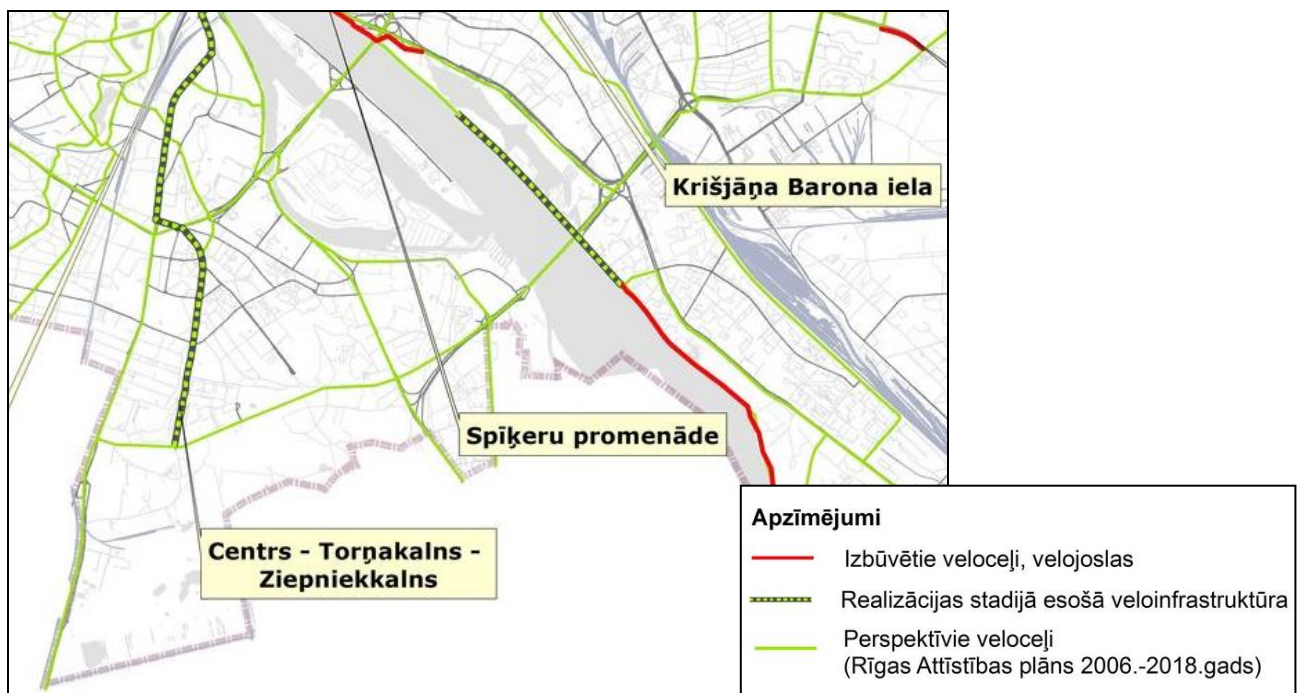 Krišjāņa Barona iela
Spīķeru promenāde
Centrs - Torņakalns -
Ziepniekkalns
Apzīmējumi
Izbūvētie veloceļi, velojoslas
Realizācijas stadijā esošā veloinfrastruktūra
Perspektīvie veloceļi
(Rīgas Attīstības plāns 2006.-2018.gads)